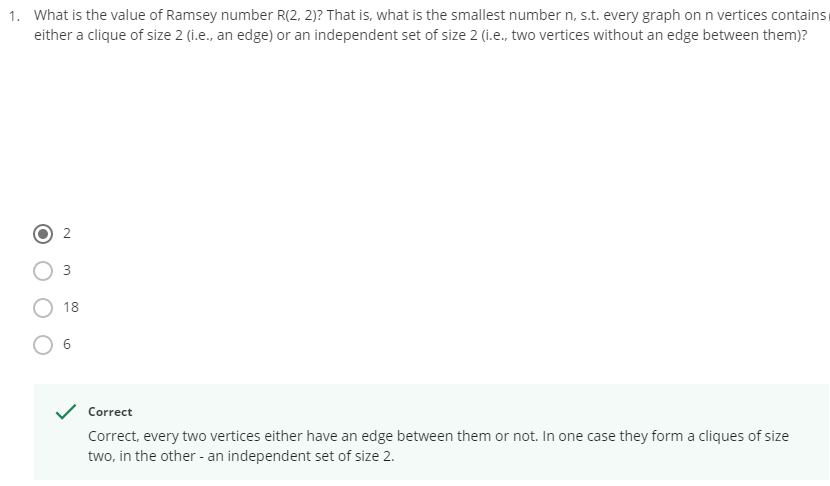 1. What is the value of Ramsey number R(2, 2)? That is, what is the smallest number n, s.t. every graph on n vertices contains
either a clique of size 2 (i.e., an edge) or an independent set of size 2 (i.e., two vertices without an edge between them)?
2
3
18
6
Correct
Correct, every two vertices either have an edge between them or not. In one case they form a cliques of size
two, in the other - an independent set of size 2.